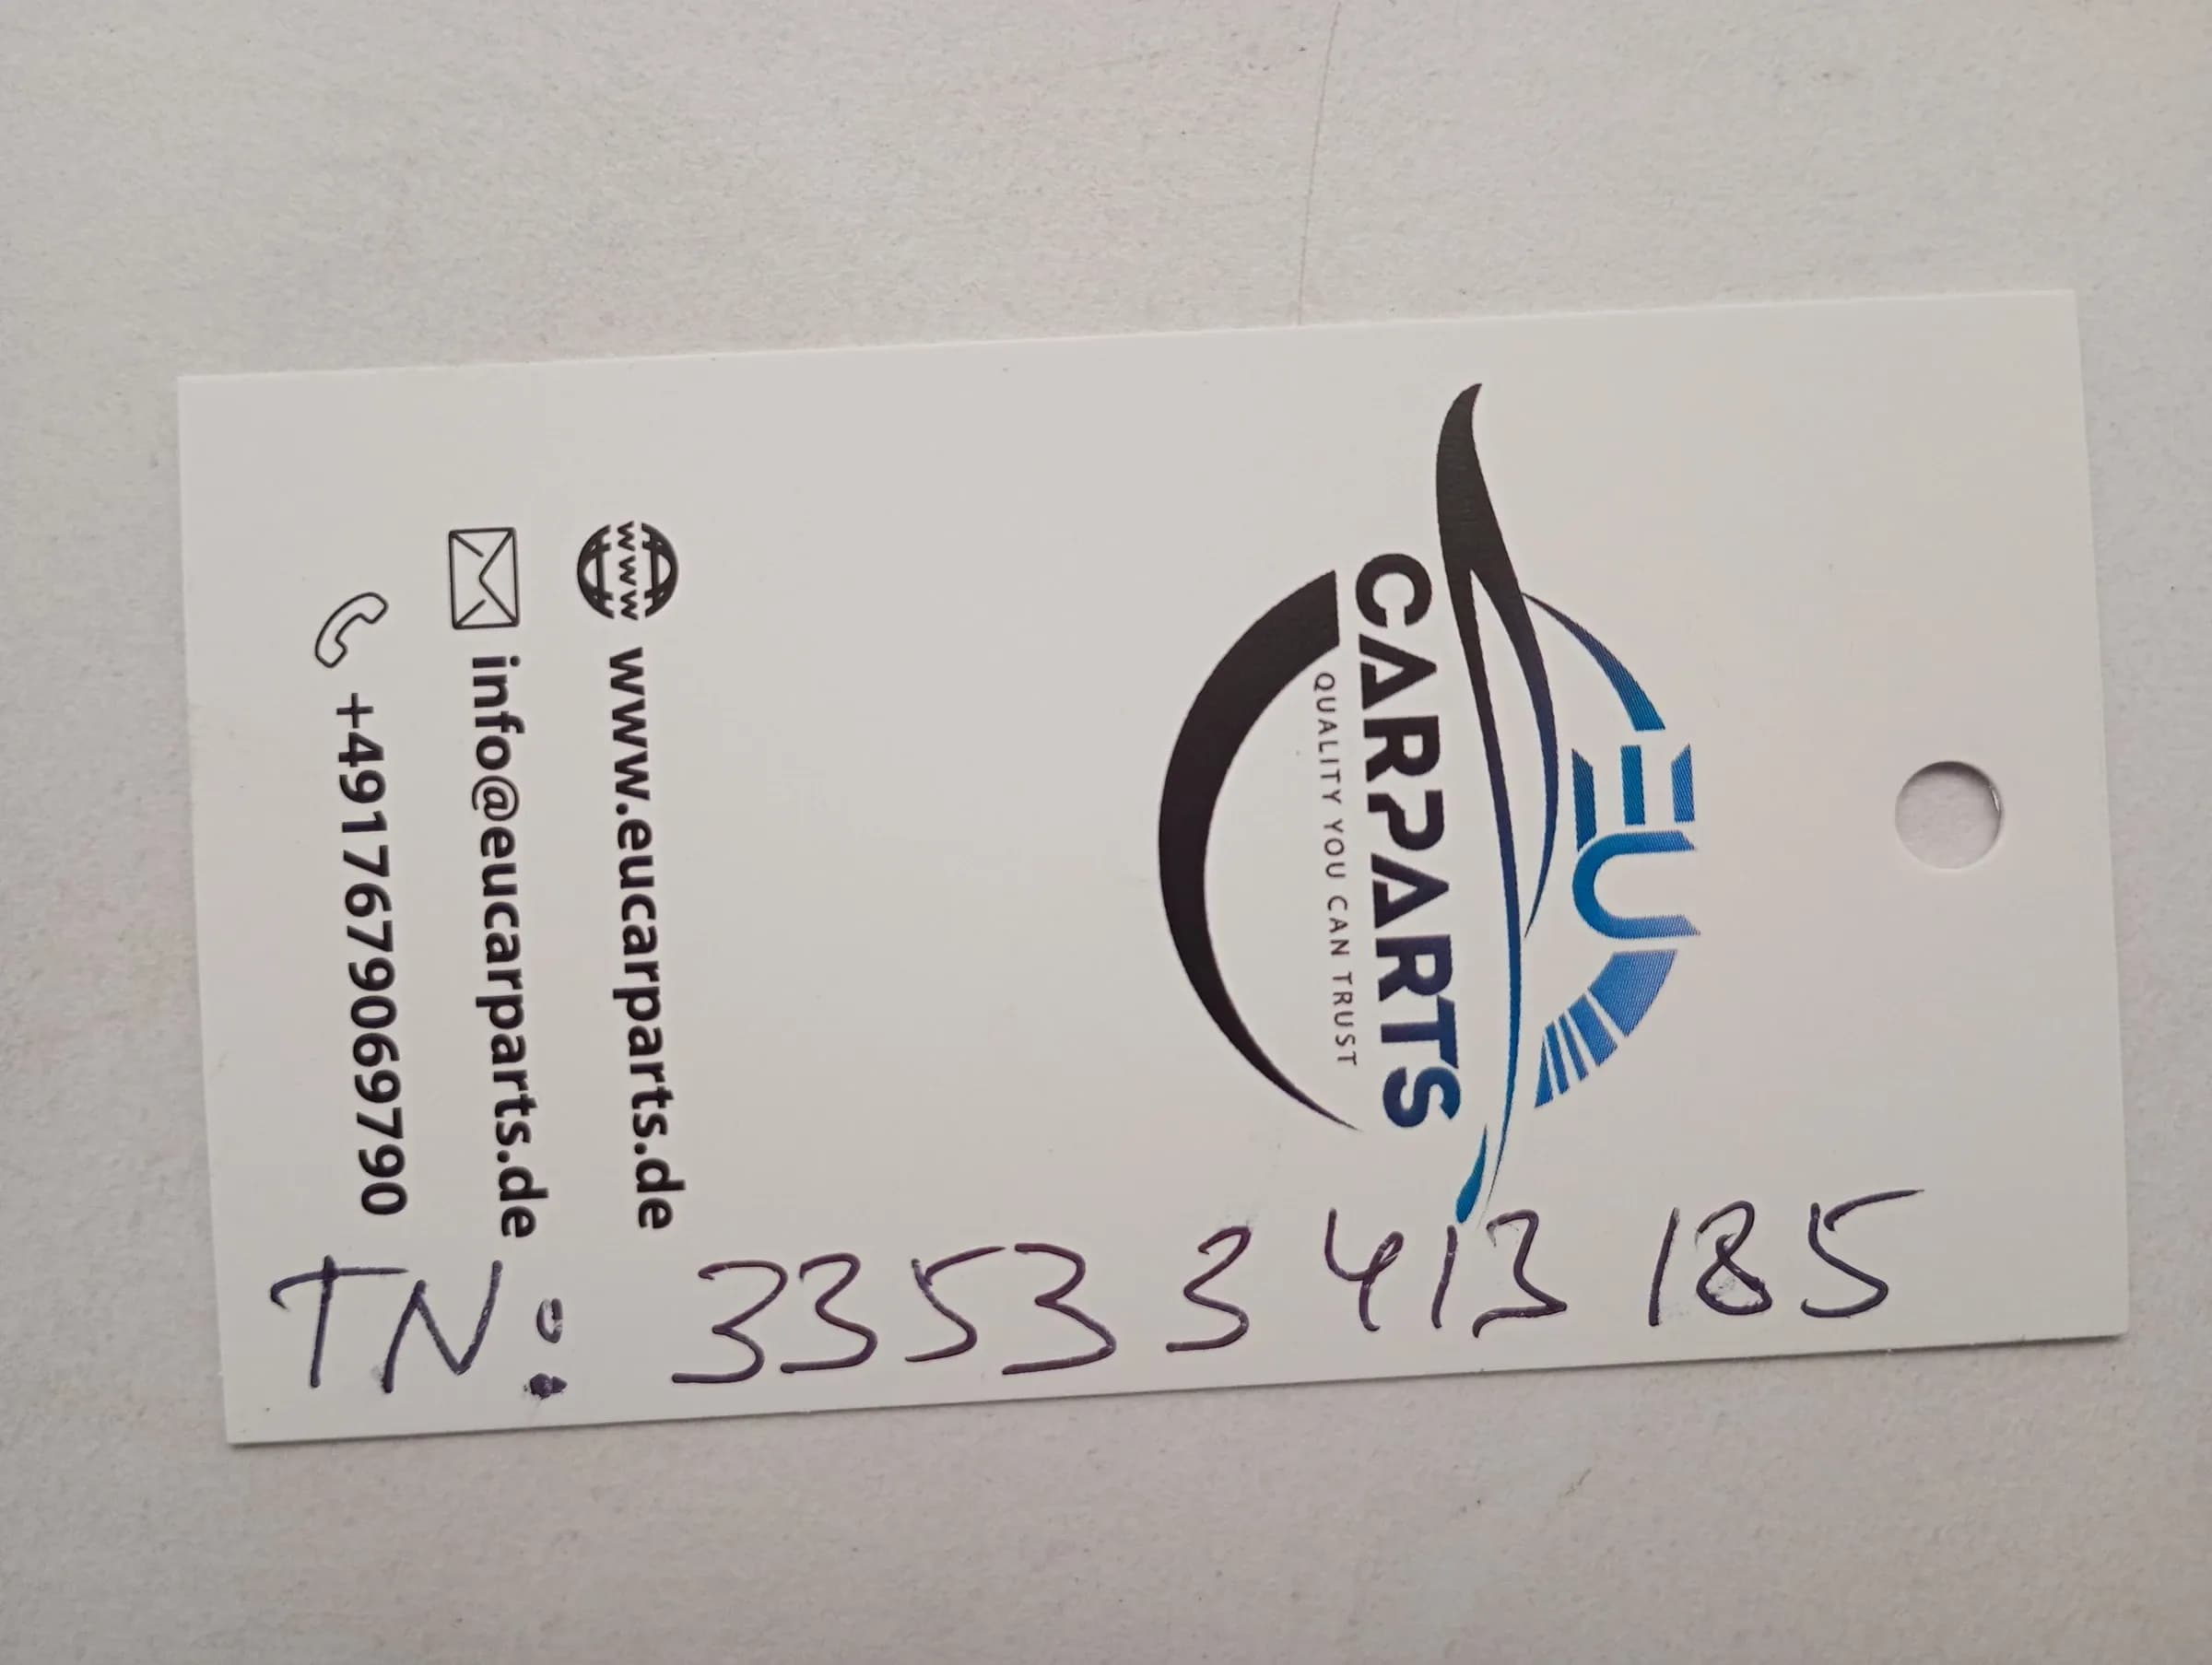 EU
CARPARTS
QUALITY YOU CAN TRUST
www www.eucarparts.de
info@eucarparts.de
+4917679069790
TN: 3353 3 413 185